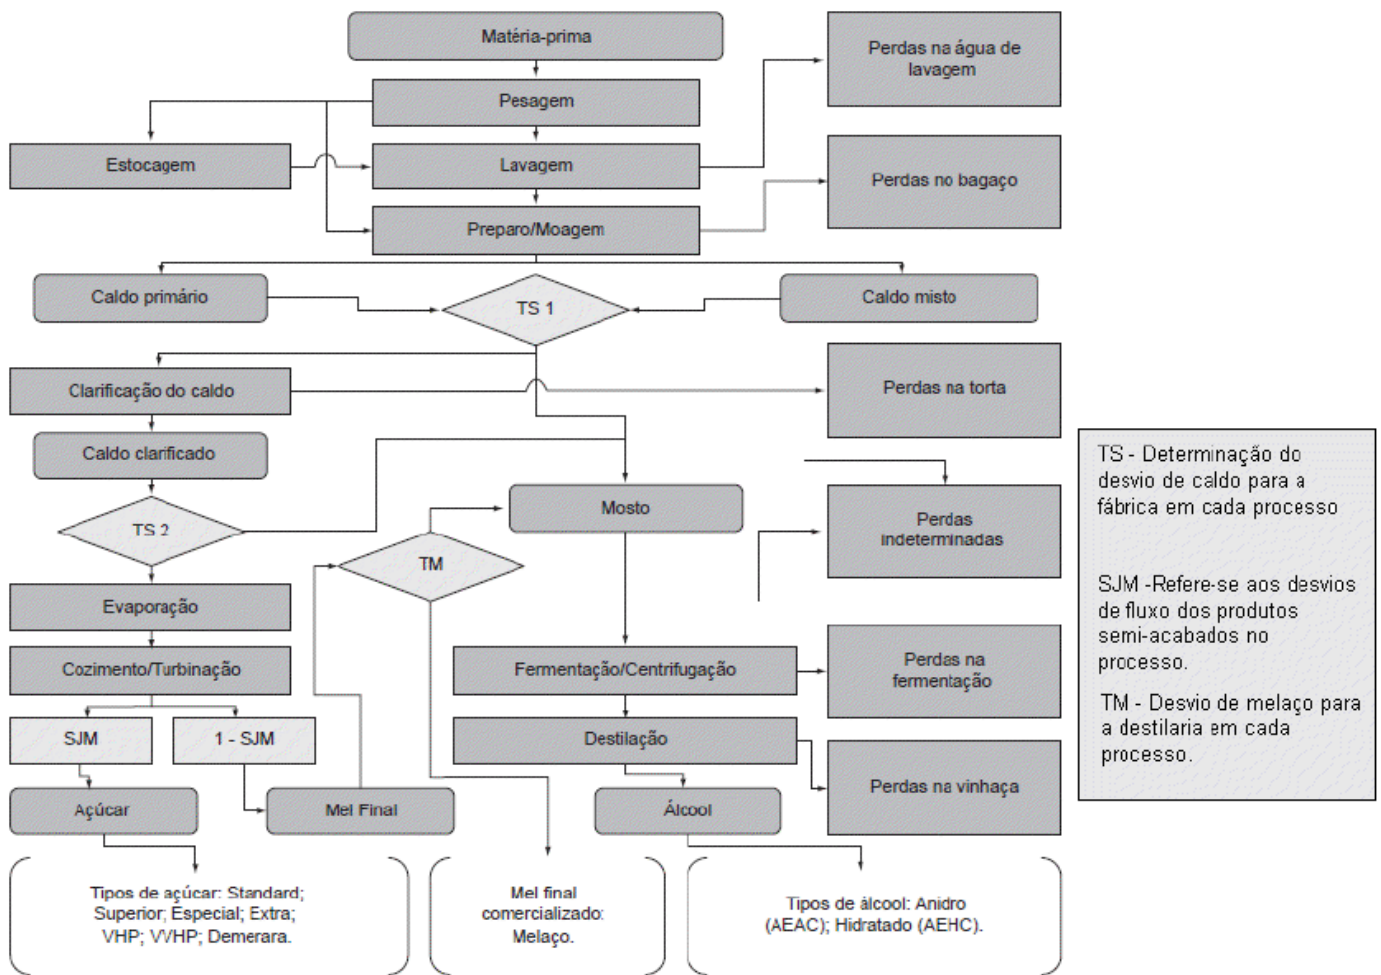 Matéria-prima
Perdas na água de
lavagem
Pesagem
Estocagem
Lavagem
Perdas no bagaço
Preparo/Moagem
Caldo primário
TS 1
Caldo misto
Clarificação do caldo
Perdas na torta
Caldo clarificado
TS 2
Mosto
Perdas
indeterminadas
TM
Evaporação
Cozimento/Turbinação
Fermentação/Centrifugação
Perdas na
fermentação
SJM
1 - SJM
Destilação
Perdas na vinhaça
Açúcar
Mel Final
Álcool
Tipos de açúcar: Standard;
Superior; Especial; Extra;
VHP; VVHP; Demerara.
Mel final
comercializado:
Melaço.
Tipos de álcool: Anidro
(AEAC); Hidratado (AEHC).
TS - Determinação do
desvio de caldo para a
fábrica em cada processo
SJM -Refere-se aos desvios
de fluxo dos produtos
semi-acabados no
processo.
TM - Desvio de melaço para
a destilaria em cada
processo.